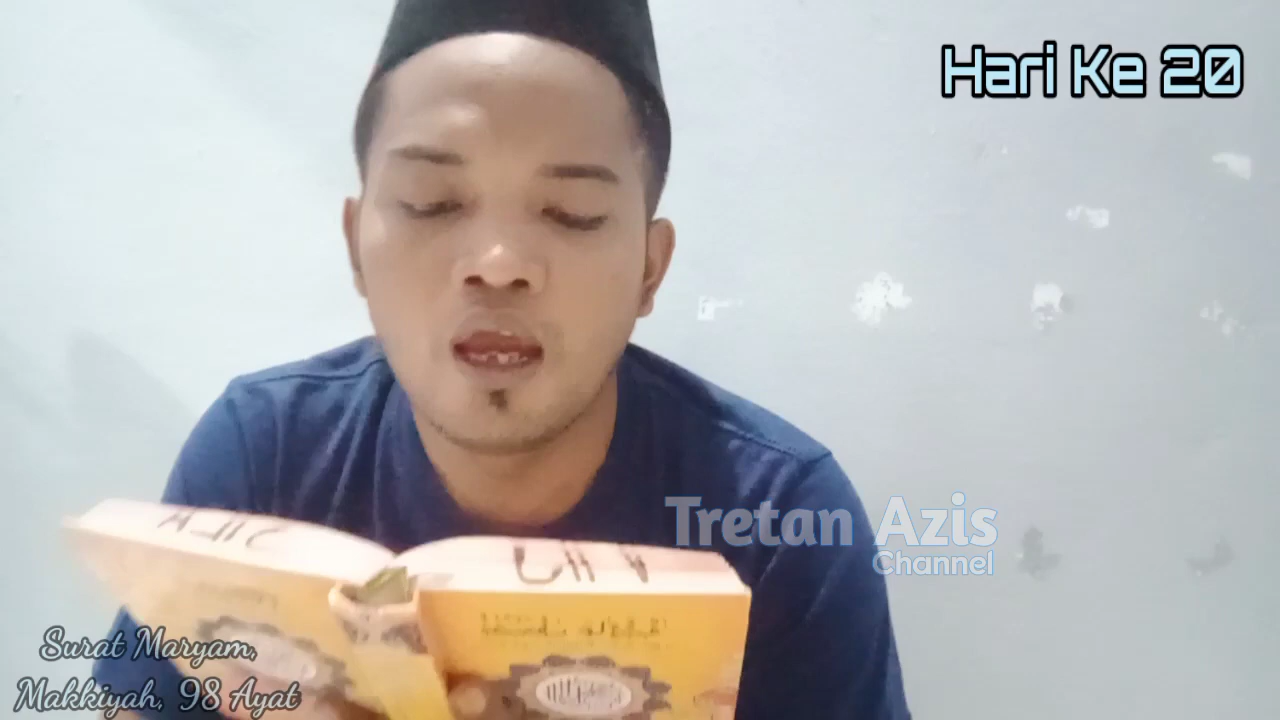 Hari Ke 20
Tretan Azis
Channel
Surat Maryam,
Makkiyah, 98 Ayat